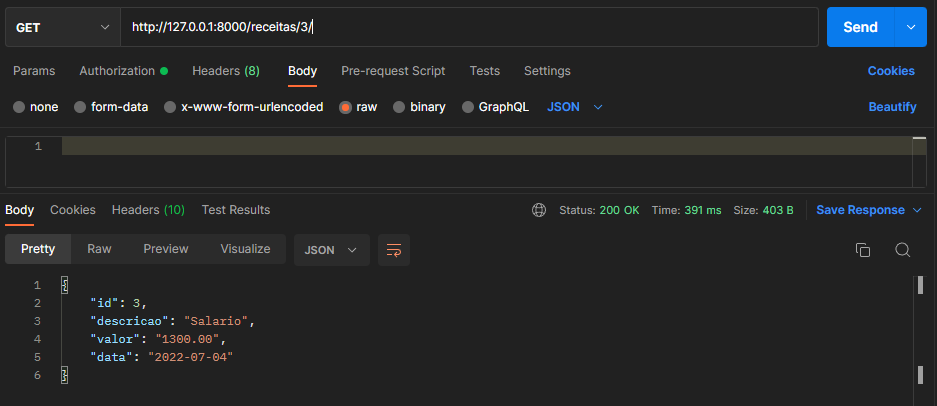 GET http://127.0.0.1:8000/receitas/3/ Send
Params Authorization Headers (8) Body Pre-request Script Tests Settings Cookies
none form-data x-www-form-urlencoded raw binary GraphQL JSON Beautify
1
Body Cookies Headers (10) Test Results Status: 200 OK Time: 391 ms Size: 403 B Save Response
Pretty Raw Preview Visualize JSON
1 {
2 "id": 3,
3 "descricao": "Salario",
4 "valor": "1300.00",
5 "data": "2022-07-04"
6 }